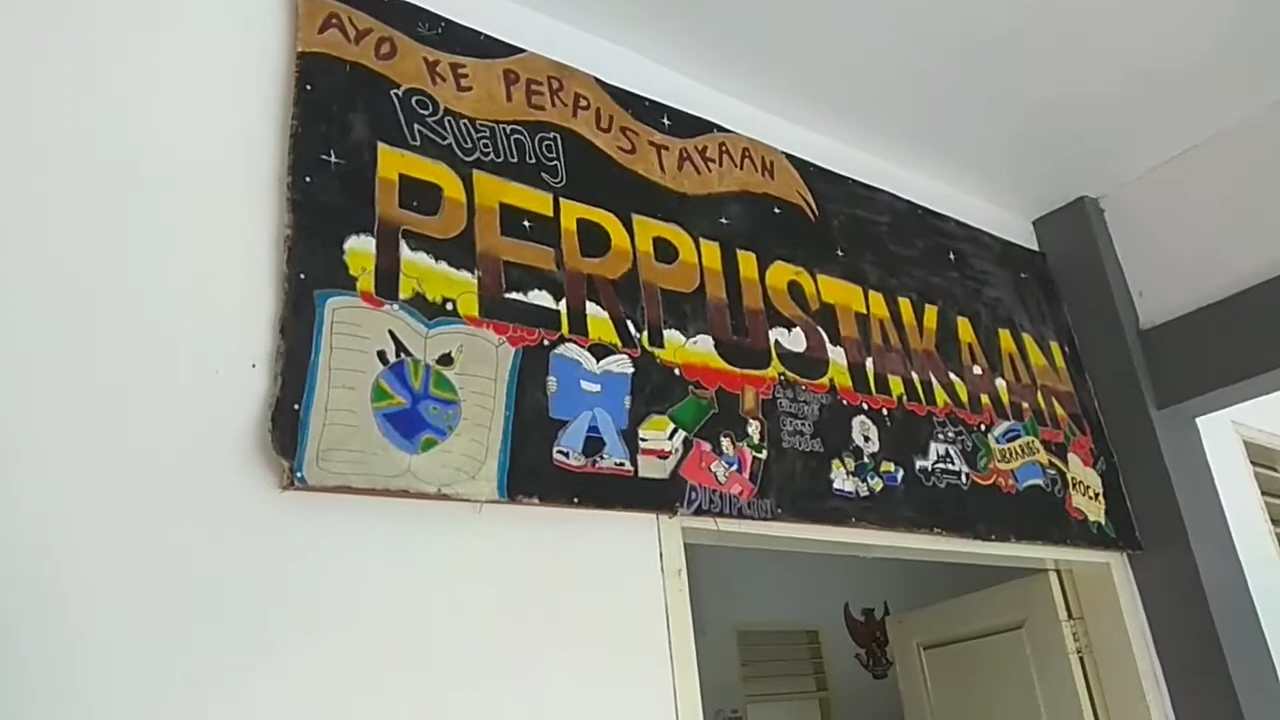 AYO KE PERPUSTAKAAN
Ruang
PERPUSTAKAAN
DISIPLIN
LIBRARIES
ROCK